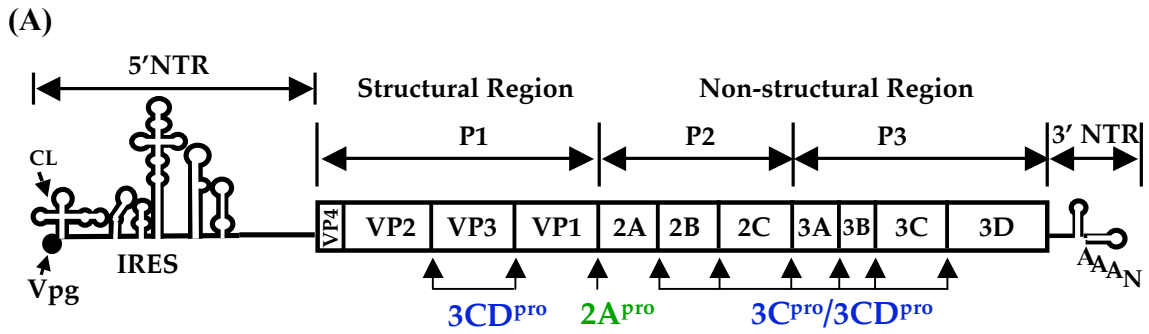 (A)
5'NTR
Structural Region
Non-structural Region
P1
P2
P3
3' NTR
CL
VP4
VP2
VP3
VP1
2A
2B
2C
3A
3B
3C
3D
IRES
Vpg
AAAN
3CDpro
2Apro
3Cpro/3CDpro